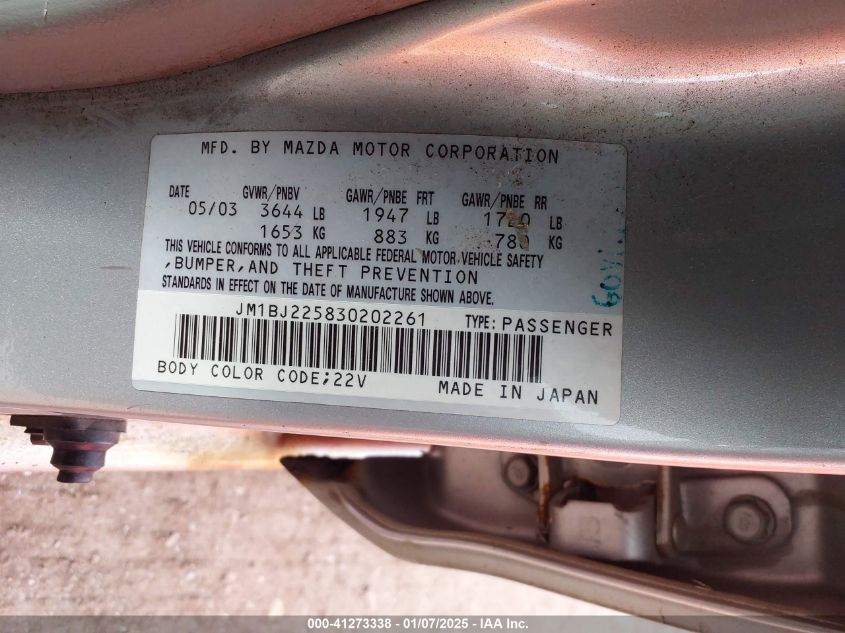 MFD. BY MAZDA MOTOR CORPORATION
DATE GVWR/PNBV GAWR/PNBE FRT GAWR/PNBE RR
05/03 3644 LB 1947 LB LB
1653 KG 883 KG KG
THIS VEHICLE CONFORMS TO ALL APPLICABLE FEDERAL MOTOR VEHICLE SAFETY
,BUMPER,AND THEFT PREVENTION
STANDARDS IN EFFECT ON THE DATE OF MANUFACTURE SHOWN ABOVE.
JM1BJ225830202261 TYPE: PASSENGER
BODY COLOR CODE;22V MADE IN JAPAN
000-41273338 - 01/07/2025 - IAA Inc.